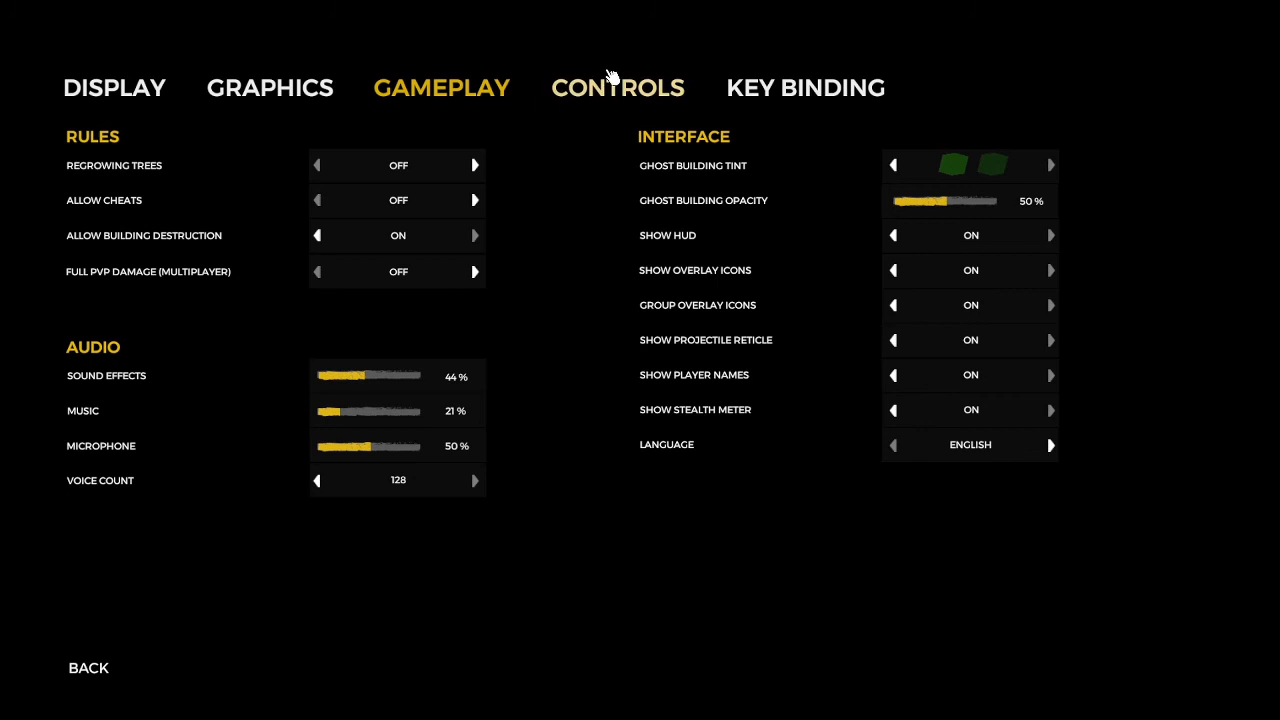 DISPLAY GRAPHICS GAMEPLAY CONTROLS KEY BINDING
RULES
REGROWING TREES OFF
ALLOW CHEATS OFF
ALLOW BUILDING DESTRUCTION ON
FULL PVP DAMAGE (MULTIPLAYER) OFF
AUDIO
SOUND EFFECTS 44 %
MUSIC 21 %
MICROPHONE 50 %
VOICE COUNT 128
INTERFACE
GHOST BUILDING TINT
GHOST BUILDING OPACITY 50 %
SHOW HUD ON
SHOW OVERLAY ICONS ON
GROUP OVERLAY ICONS ON
SHOW PROJECTILE RETICLE ON
SHOW PLAYER NAMES ON
SHOW STEALTH METER ON
LANGUAGE ENGLISH
BACK